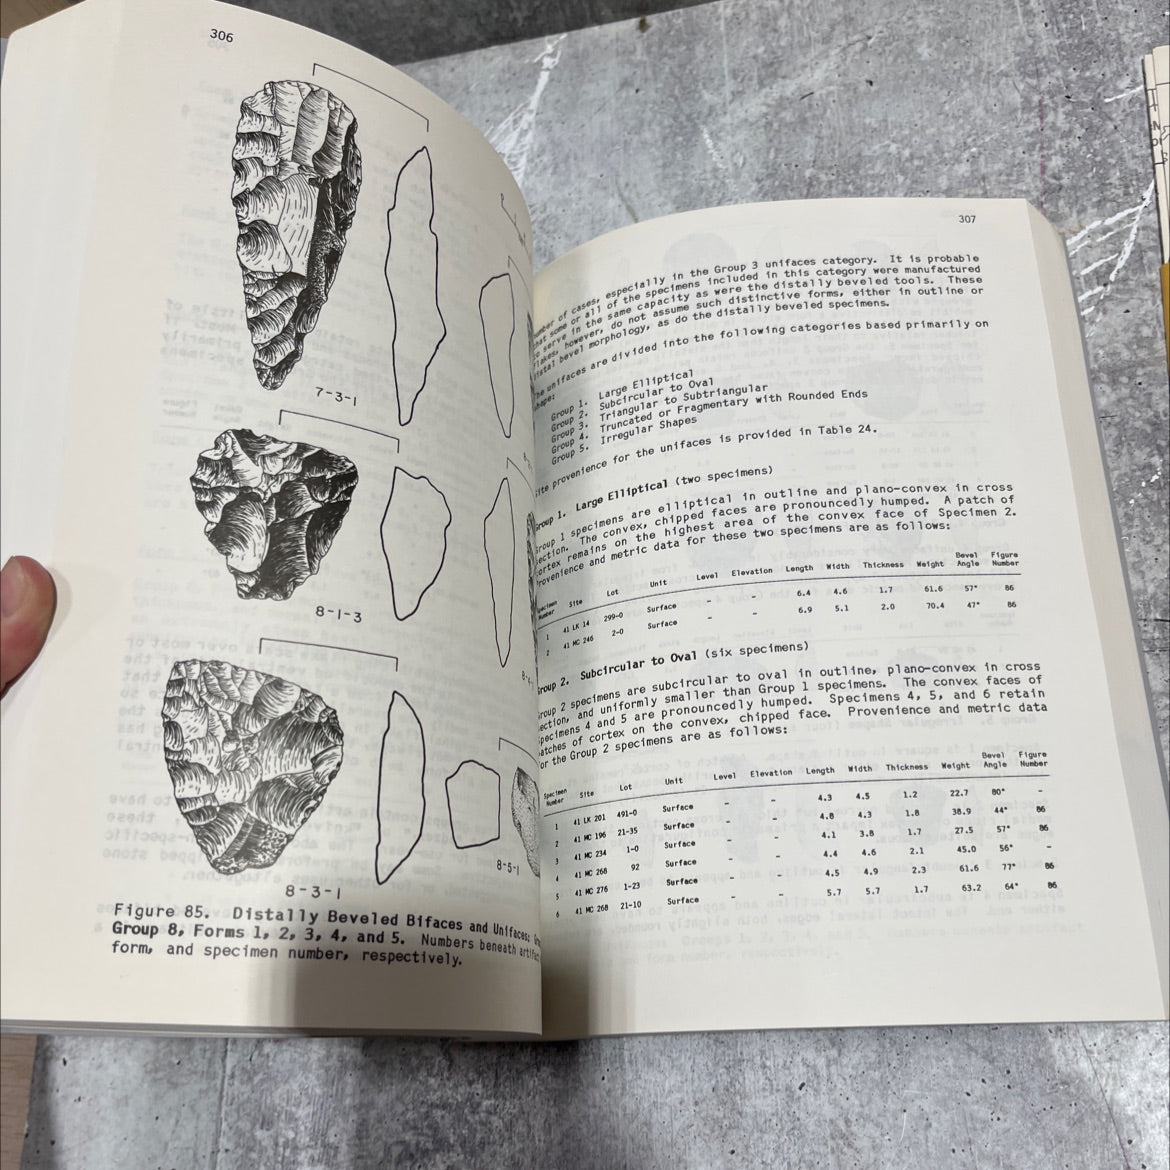 306
7-3-1
8-1-3
8-3-1
8-5-1
Figure 85. Distally Beveled Bifaces and Unifaces:
Group 8, Forms 1, 2, 3, 4, and 5. Numbers beneath
form, and specimen number, respectively.
307
number of cases, especially in the Group 3 unifaces category. It is probable
that some or all of the specimens included in this category were manufactured
to serve in the same capacity as were the distally beveled tools. These
flakes, however, do not assume such distinctive forms, either in outline or
distal bevel morphology, as do the distally beveled specimens.
The unifaces are divided into the following categories based primarily on
shape:
Group 1. Large Elliptical
Group 2. Subcircular to Oval
Group 3. Triangular to Subtriangular
Group 4. Truncated or Fragmentary with Rounded Ends
Group 5. Irregular Shapes
Site provenience for the unifaces is provided in Table 24.
Group 1. Large Elliptical (two specimens)
Group 1 specimens are elliptical in outline and plano-convex in cross
section. The convex, chipped faces are pronouncedly humped. A patch of
cortex remains on the highest area of the convex face of Specimen 2.
Provenience and metric data for these two specimens are as follows:
Specimen Number Site Lot Unit Level Elevation Length Width Thickness Weight Bevel Angle Figure Number
1 41 LK 14 299-0 Surface - - 6.4 4.6 1.7 61.6 57° 86
2 41 MC 246 2-0 Surface - - 6.9 5.1 2.0 70.4 47° 86
Group 2. Subcircular to Oval (six specimens)
Group 2 specimens are subcircular to oval in outline, plano-convex in cross
section, and uniformly smaller than Group 1 specimens. The convex faces of
Specimens 4 and 5 are pronouncedly humped. Specimens 4, 5, and 6 retain
patches of cortex on the convex, chipped face. Provenience and metric data
for the Group 2 specimens are as follows:
Specimen Number Site Lot Unit Level Elevation Length Width Thickness Weight Bevel Angle Figure Number
1 41 LK 201 491-0 Surface - - 4.3 4.5 1.2 22.7 80° -
2 41 MC 196 21-35 Surface - - 4.8 4.3 1.8 38.9 44° 86
3 41 MC 234 1-0 Surface - - 4.1 3.8 1.7 27.5 57° 86
4 41 MC 268 92 Surface - - 4.4 4.6 2.1 45.0 56° -
5 41 MC 276 1-23 Surface - - 4.5 4.9 2.3 61.6 77° 86
6 41 MC 268 21-10 Surface - - 5.7 5.7 1.7 63.2 64° 86